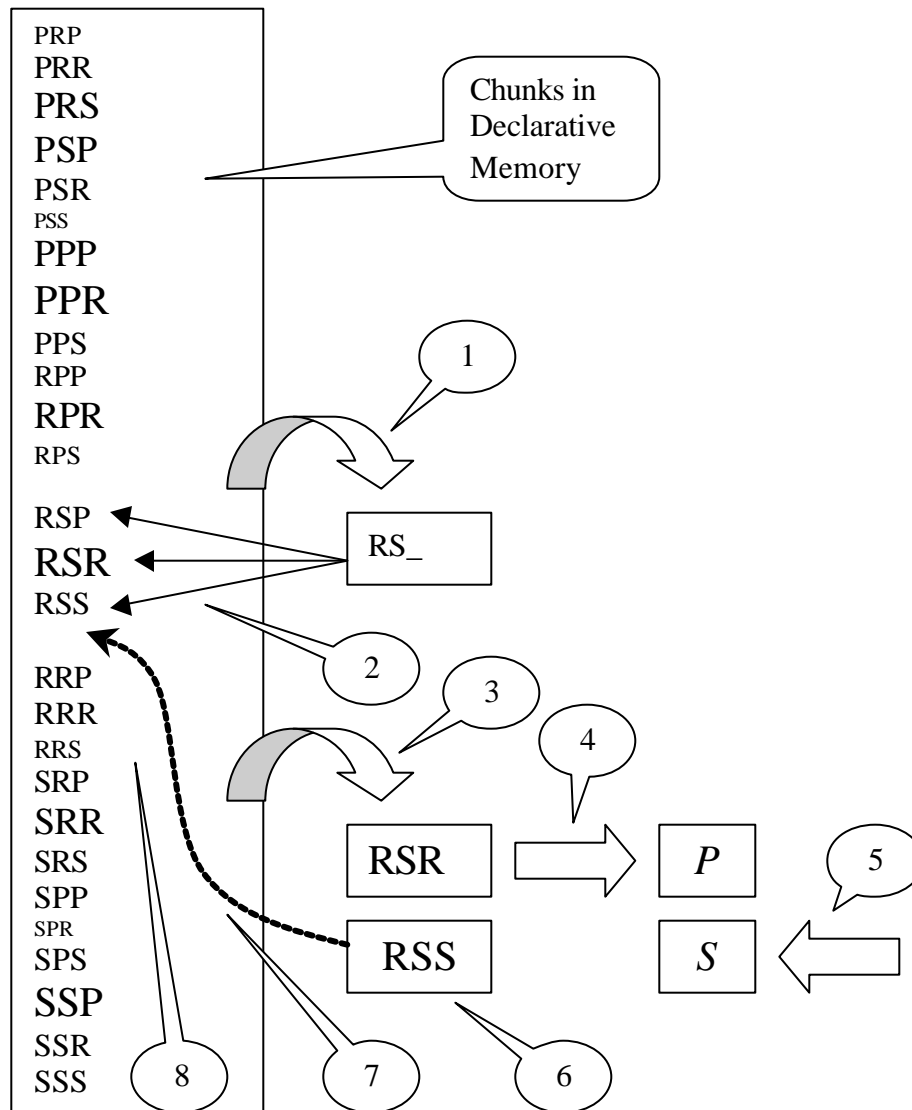 PRP
PRR
PRS
PSP
PSR
PSS
PPP
PPR
PPS
RPP
RPR
RPS
RSP
RSR
RSS
RRP
RRR
RRS
SRP
SRR
SRS
SPP
SPR
SPS
SSP
SSR
SSS
Chunks in
Declarative
Memory
1
RS_
2
3
4
RSR
P
5
RSS
S
8
7
6